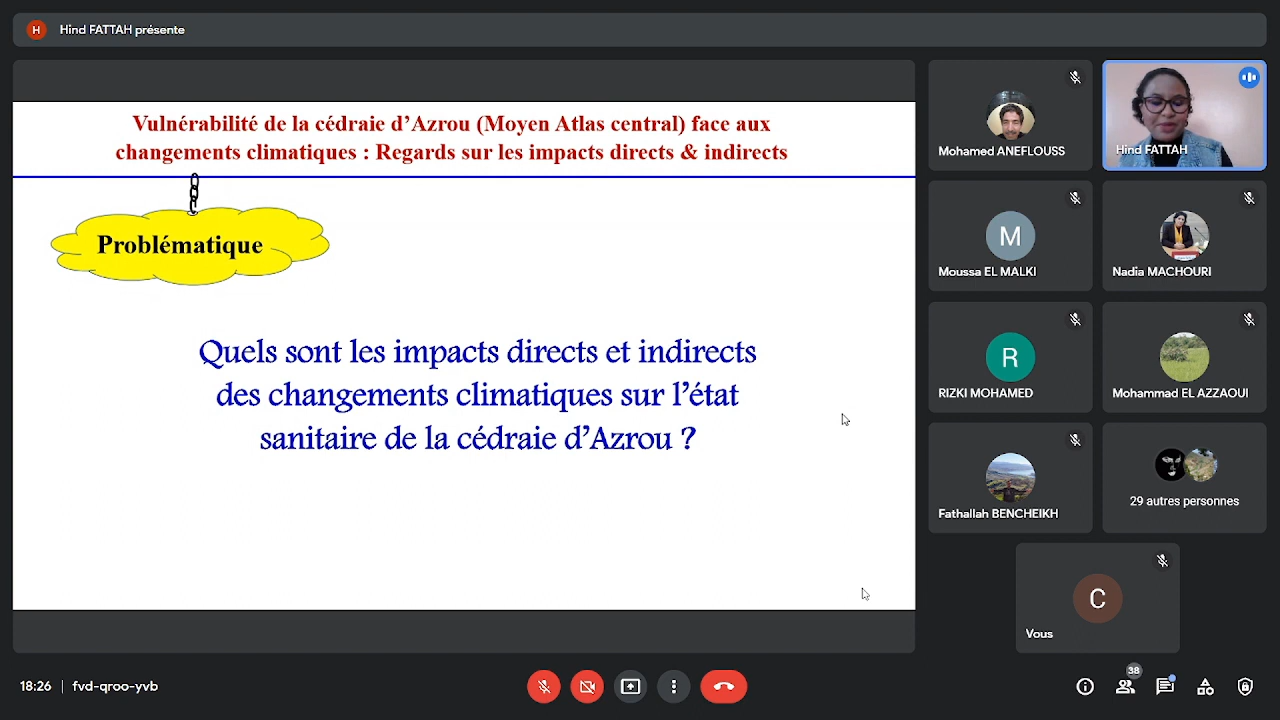 H Hind FATTAH présente
Vulnérabilité de la cédraie d'Azrou (Moyen Atlas central) face aux
changements climatiques : Regards sur les impacts directs & indirects
Problématique
Quels sont les impacts directs et indirects
des changements climatiques sur l'état
sanitaire de la cédraie d'Azrou ?
Mohamed ANEFLOUSS
Hind FATTAH
M
Moussa EL MALKI
Nadia MACHOURI
R
RIZKI MOHAMED
Mohammad EL AZZAOUI
Fathallah BENCHEIKH
29 autres personnes
C
Vous
18:26 | fvd-qroo-yvb
38